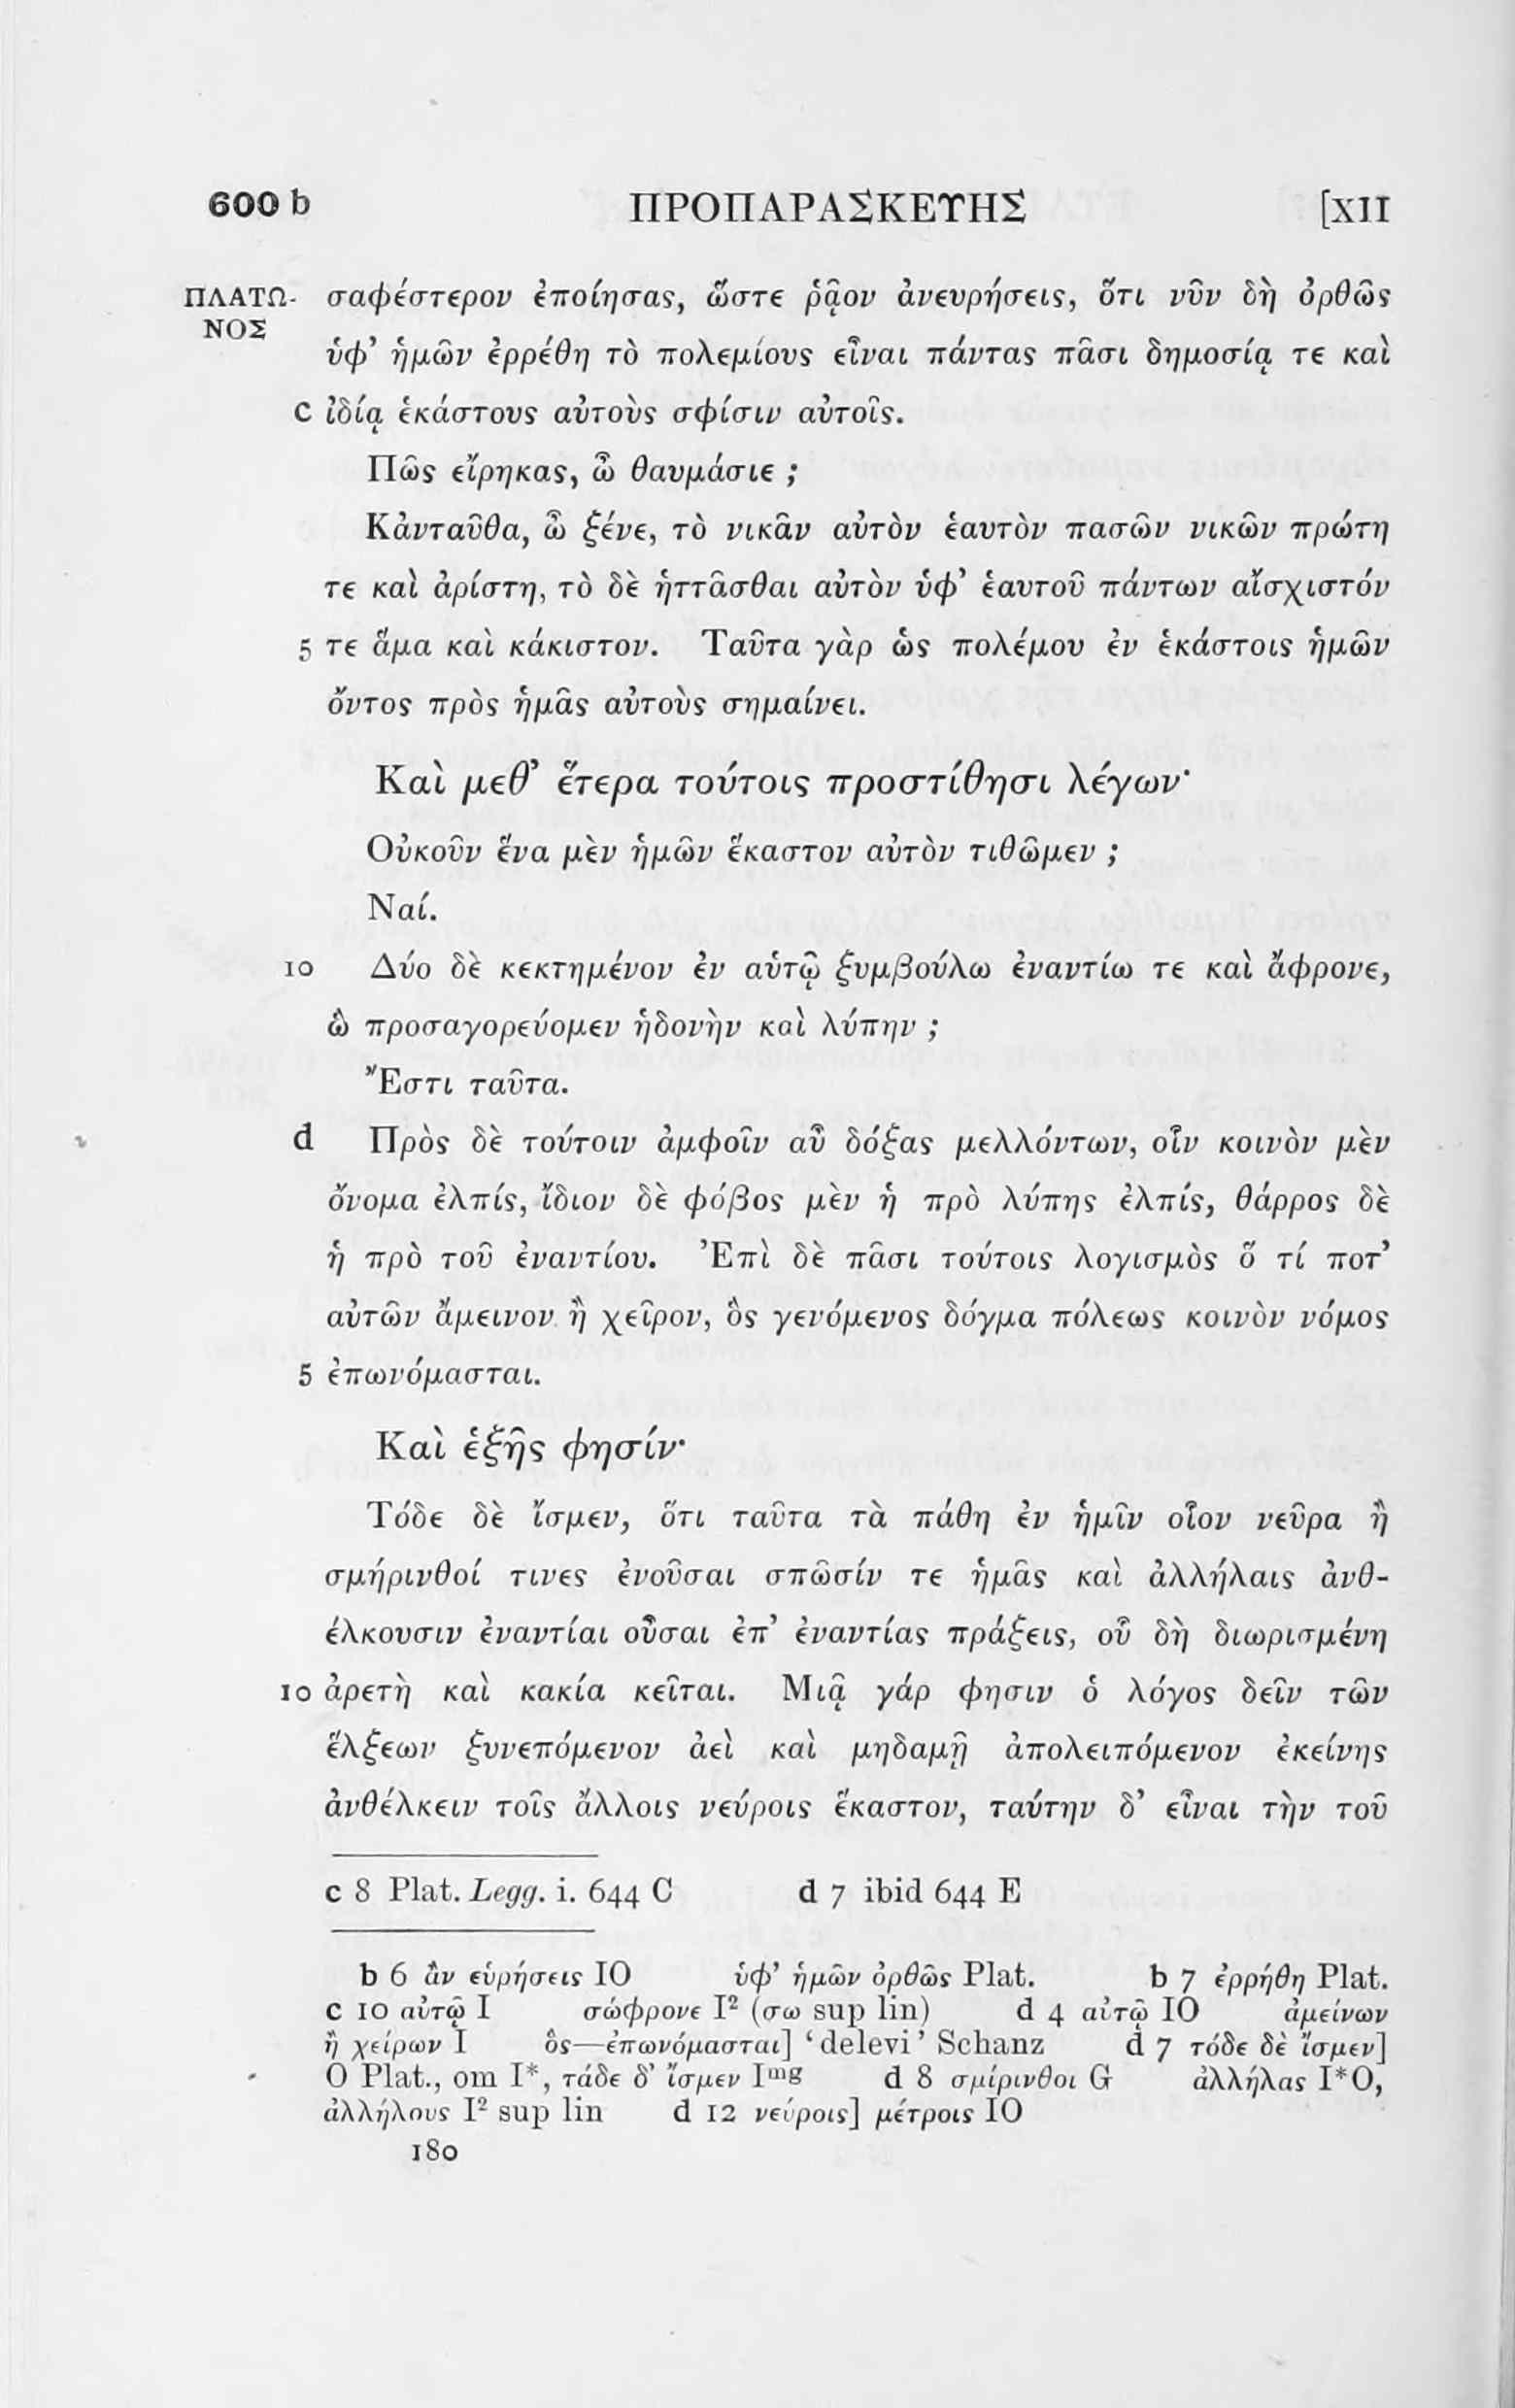 600 b ΠΡΟΠΑΡΑΣΚΕΥΗΣ [XII
ΠΛΑΤΩ- σαφέστερον ἐποίησας, ὥστε ῥᾷον ἀνευρήσεις, ὅτι νῦν δὴ ὀρθῶς
ΝΟΣ
ὑφ’ ἡμῶν ἐρρέθη τὸ πολεμίους εἶναι πάντας πᾶσι δημοσίᾳ τε καὶ
c ἰδίᾳ ἑκάστους αὐτοὺς σφίσιν αὐτοῖς.
Πῶς εἴρηκας, ὦ θαυμάσιε ;
Κἀνταῦθα, ὦ ξένε, τὸ νικᾶν αὐτὸν ἑαυτὸν πασῶν νικῶν πρώτη
τε καὶ ἀρίστη, τὸ δὲ ἡττᾶσθαι αὐτὸν ὑφ’ ἑαυτοῦ πάντων αἴσχιστόν
5 τε ἅμα καὶ κάκιστον. Ταῦτα γὰρ ὡς πολέμου ἐν ἑκάστοις ἡμῶν
ὄντος πρὸς ἡμᾶς αὐτοὺς σημαίνει.
Καὶ μεθ’ ἕτερα τούτοις προστίθησι λέγων·
Οὐκοῦν ἕνα μὲν ἡμῶν ἕκαστον αὐτὸν τιθῶμεν ;
Ναί.
10 Δύο δὲ κεκτημένον ἐν αὑτῷ ξυμβούλω ἐναντίω τε καὶ ἄφρονε,
ὣ προσαγορεύομεν ἡδονὴν καὶ λύπην ;
Ἔστι ταῦτα.
d Πρὸς δὲ τούτοιν ἀμφοῖν αὖ δόξας μελλόντων, οἷν κοινὸν μὲν
ὄνομα ἐλπίς, ἴδιον δὲ φόβος μὲν ἡ πρὸ λύπης ἐλπίς, θάρρος δὲ
ἡ πρὸ τοῦ ἐναντίου. Ἐπὶ δὲ πᾶσι τούτοις λογισμὸς ὅ τί ποτ’
αὐτῶν ἄμεινον ἢ χεῖρον, ὃς γενόμενος δόγμα πόλεως κοινὸν νόμος
5 ἐπωνόμασται.
Καὶ ἑξῆς φησίν·
Τόδε δὲ ἴσμεν, ὅτι ταῦτα τὰ πάθη ἐν ἡμῖν οἷον νεῦρα ἢ
σμήρινθοί τινες ἐνοῦσαι σπῶσίν τε ἡμᾶς καὶ ἀλλήλαις ἀνθ-
έλκουσιν ἐναντίαι οὖσαι ἐπ’ ἐναντίας πράξεις, οὗ δὴ διωρισμένη
10 ἀρετὴ καὶ κακία κεῖται. Μιᾷ γάρ φησιν ὁ λόγος δεῖν τῶν
ἕλξεων ξυνεπόμενον ἀεὶ καὶ μηδαμῇ ἀπολειπόμενον ἐκείνης
ἀνθέλκειν τοῖς ἄλλοις νεύροις ἕκαστον, ταύτην δ’ εἶναι τὴν τοῦ
c 8 Plat. Legg. i. 644 C d 7 ibid 644 E
b 6 ἂν εὑρήσεις IO ὑφ’ ἡμῶν ὀρθῶς Plat. b 7 ἐρρήθη Plat.
c 10 αὐτῷ I σώφρονε I² (σω sup lin) d 4 αὐτῷ IO ἀμείνων
ἢ χείρων I ὃς—ἐπωνόμασται] ‘delevi’ Schanz d 7 τόδε δὲ ἴσμεν]
O Plat., om I*, τάδε δ’ ἴσμεν Iᵐᵍ d 8 σμίρινθοι G ἀλλήλας I*O,
ἀλλήλους I² sup lin d 12 νεύροις] μέτροις IO
180